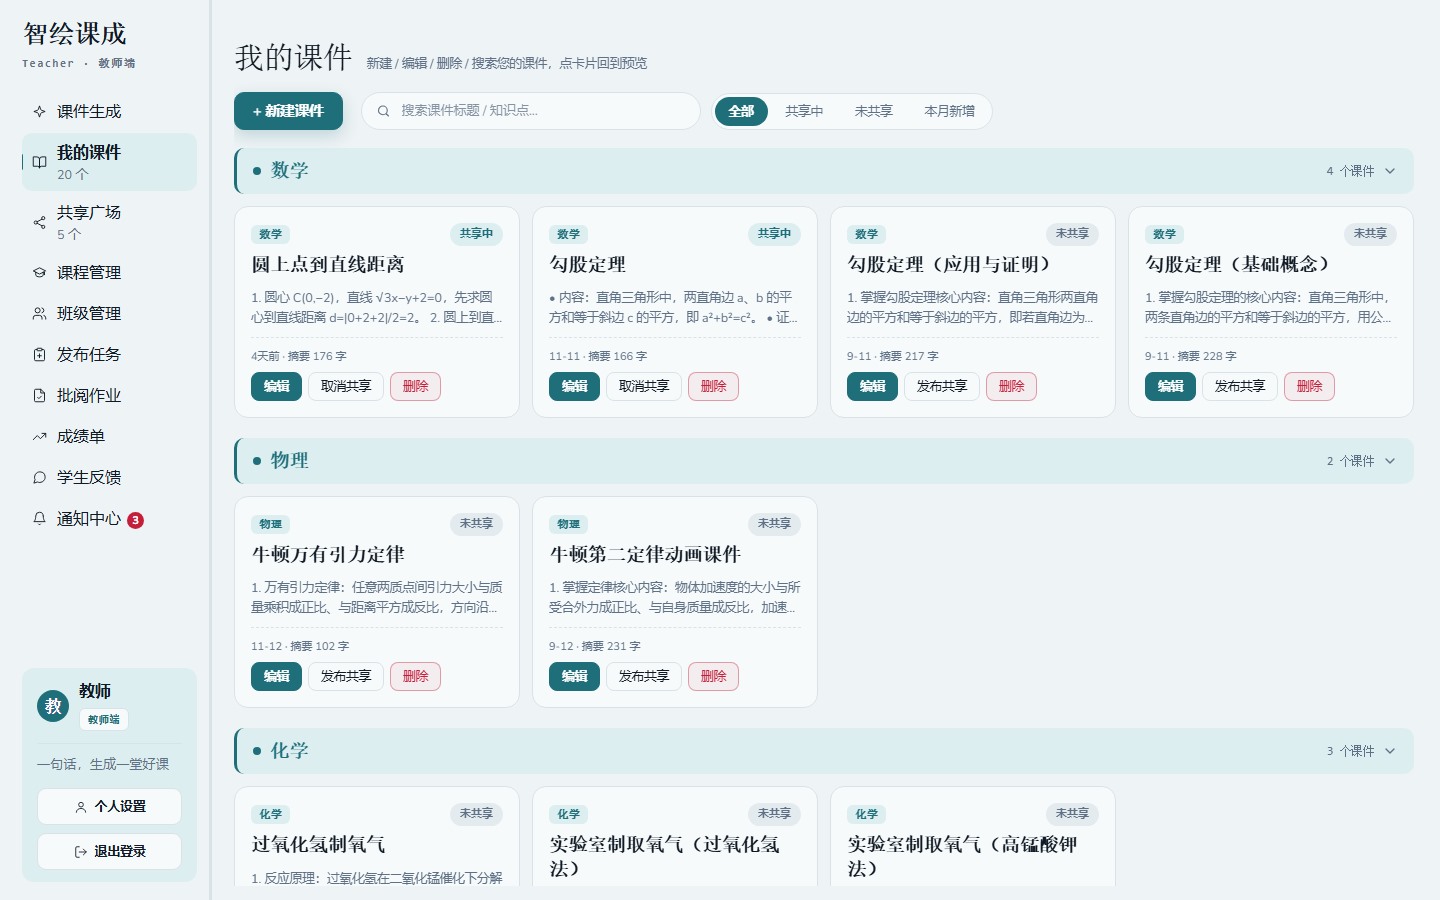 智绘课成
Teacher · 教师端
课件生成
我的课件
20 个
共享广场
5 个
课程管理
班级管理
发布任务
批阅作业
成绩单
学生反馈
通知中心 3
教
教师
教师端
一句话，生成一堂好课
个人设置
退出登录
我的课件 新建 / 编辑 / 删除 / 搜索您的课件，点卡片回到预览
+ 新建课件 搜索课件标题 / 知识点... 全部 共享中 未共享 本月新增
数学 4 个课件
数学 共享中
圆上点到直线距离
1. 圆心 C(0,−2)，直线 √3x−y+2=0，先求圆
心到直线距离 d=|0+2+2|/2=2。 2. 圆上到直...
4天前 · 摘要 176 字
编辑 取消共享 删除
数学 共享中
勾股定理
• 内容：直角三角形中，两直角边 a、b 的平
方和等于斜边 c 的平方，即 a²+b²=c²。 • 证...
11-11 · 摘要 166 字
编辑 取消共享 删除
数学 未共享
勾股定理（应用与证明）
1. 掌握勾股定理核心内容：直角三角形两直角
边的平方和等于斜边的平方，即若直角边为...
9-11 · 摘要 217 字
编辑 发布共享 删除
数学 未共享
勾股定理（基础概念）
1. 掌握勾股定理的核心内容：直角三角形中，
两条直角边的平方和等于斜边的平方，用公...
9-11 · 摘要 228 字
编辑 发布共享 删除
物理 2 个课件
物理 未共享
牛顿万有引力定律
1. 万有引力定律：任意两质点间引力大小与质
量乘积成正比、与距离平方成反比，方向沿...
11-12 · 摘要 102 字
编辑 发布共享 删除
物理 未共享
牛顿第二定律动画课件
1. 掌握定律核心内容：物体加速度的大小与所
受合外力成正比、与自身质量成反比，加速...
9-12 · 摘要 231 字
编辑 发布共享 删除
化学 3 个课件
化学 未共享
过氧化氢制氧气
1. 反应原理：过氧化氢在二氧化锰催化下分解
化学 未共享
实验室制取氧气（过氧化氢
法）
化学 未共享
实验室制取氧气（高锰酸钾
法）